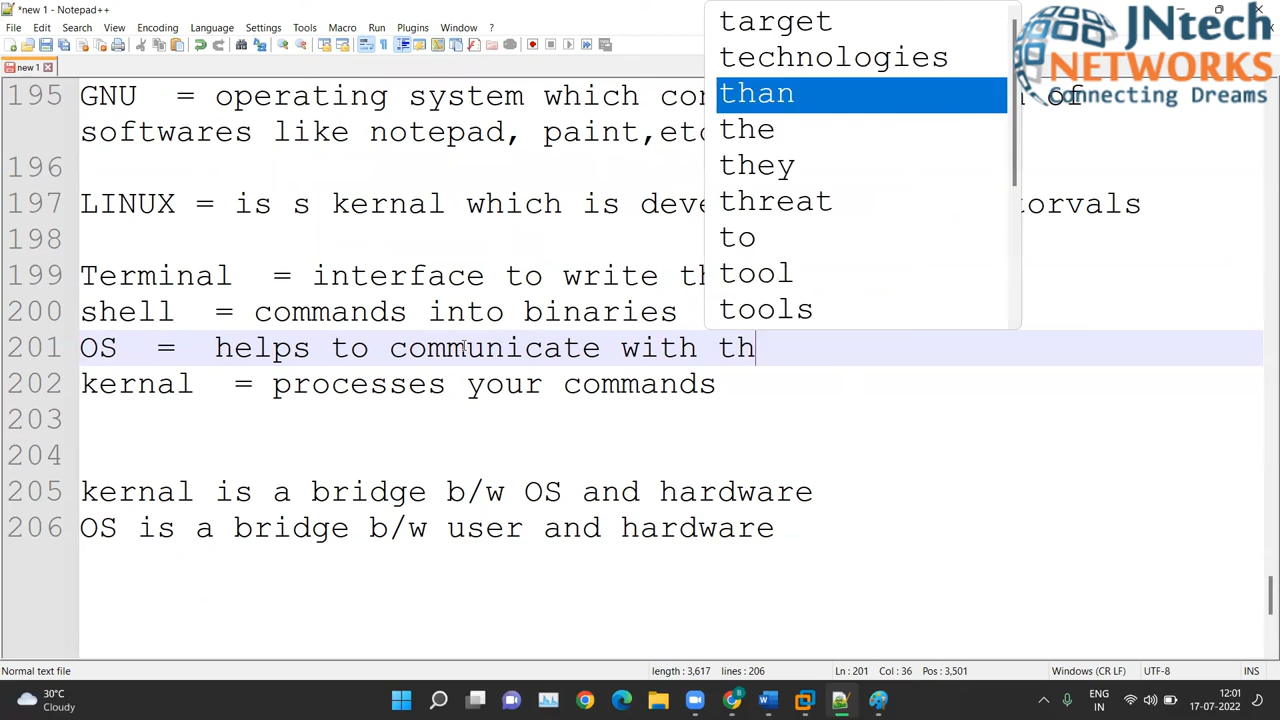 *new 1 - Notepad++
File Edit Search View Encoding Language Settings Tools Macro Run Plugins Window ?
new 1
JNtech
NETWORKS
Connecting Dreams
target
technologies
than
the
they
threat
to
tool
tools
195 GNU = operating system which con of
softwares like notepad, paint,etc
196
197 LINUX = is s kernal which is deve torvals
198
199 Terminal = interface to write th
200 shell = commands into binaries
201 OS = helps to communicate with th
202 kernal = processes your commands
203
204
205 kernal is a bridge b/w OS and hardware
206 OS is a bridge b/w user and hardware
Normal text file length : 3,617 lines : 206 Ln : 201 Col : 36 Pos : 3,501 Windows (CR LF) UTF-8 INS
30°C
Cloudy
ENG
IN
12:01
17-07-2022